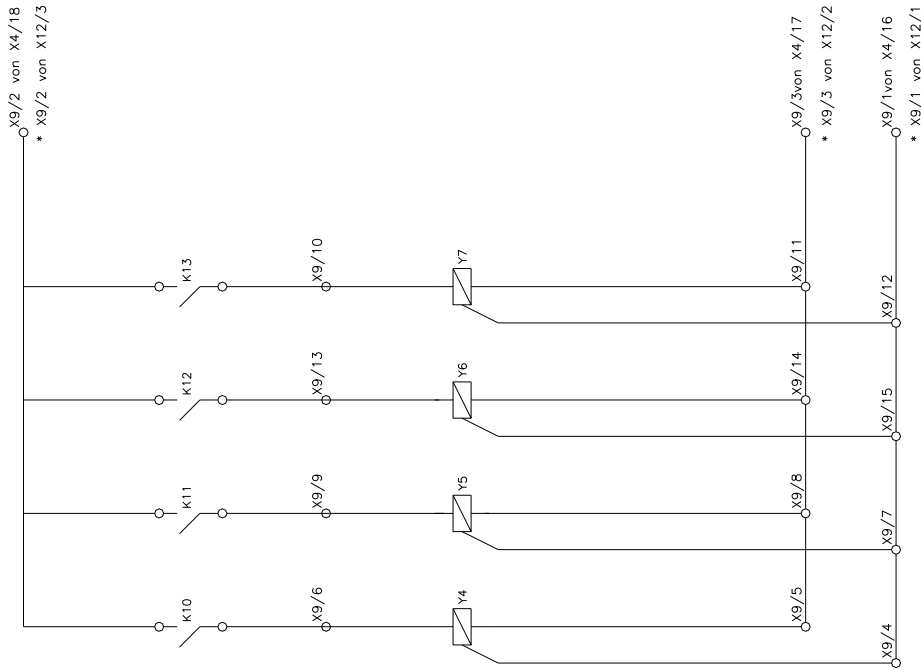 X9/2 von X4/18
* X9/2 von X12/3
X9/3von X4/17
* X9/3 von X12/2
X9/1von X4/16
* X9/1 von X12/1
K13
X9/10
Y7
X9/11
X9/12
K12
X9/13
Y6
X9/14
X9/15
K11
X9/9
Y5
X9/8
X9/7
K10
X9/6
Y4
X9/5
X9/4